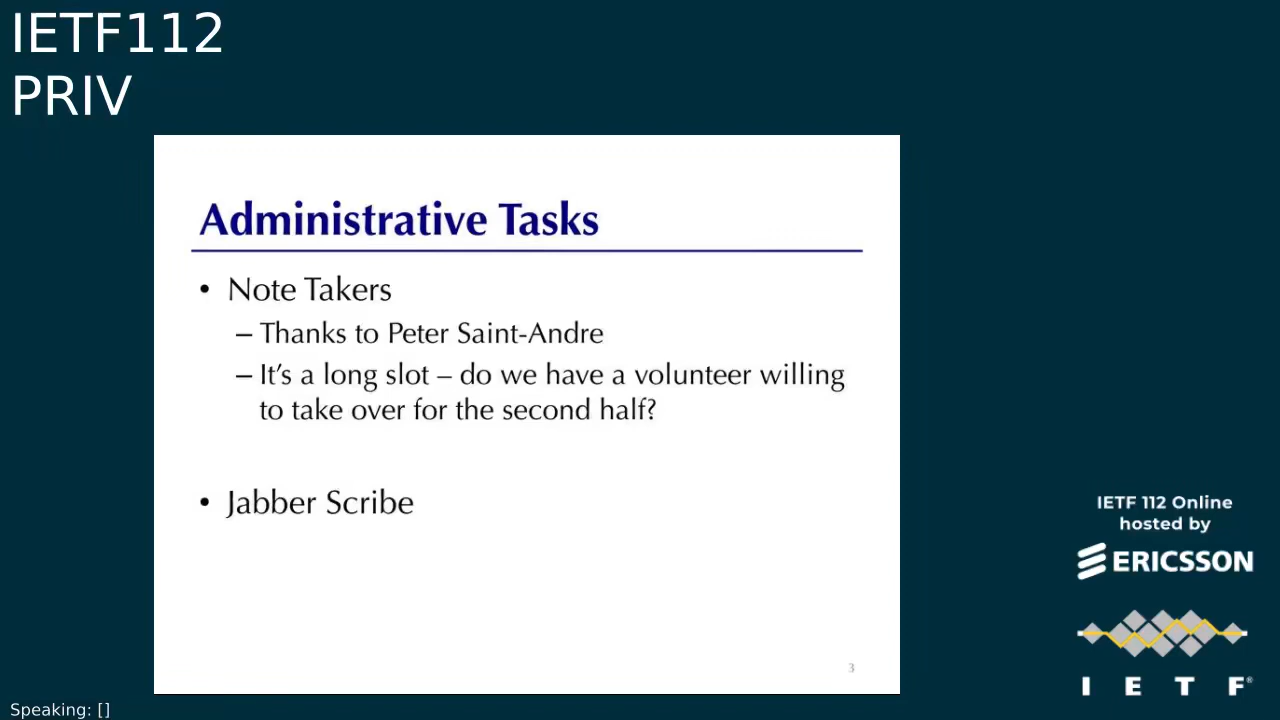 IETF112
PRIV
Administrative Tasks
• Note Takers
– Thanks to Peter Saint-Andre
– It’s a long slot – do we have a volunteer willing
to take over for the second half?
• Jabber Scribe
3
IETF 112 Online
hosted by
ERICSSON
I E T F®
Speaking: []